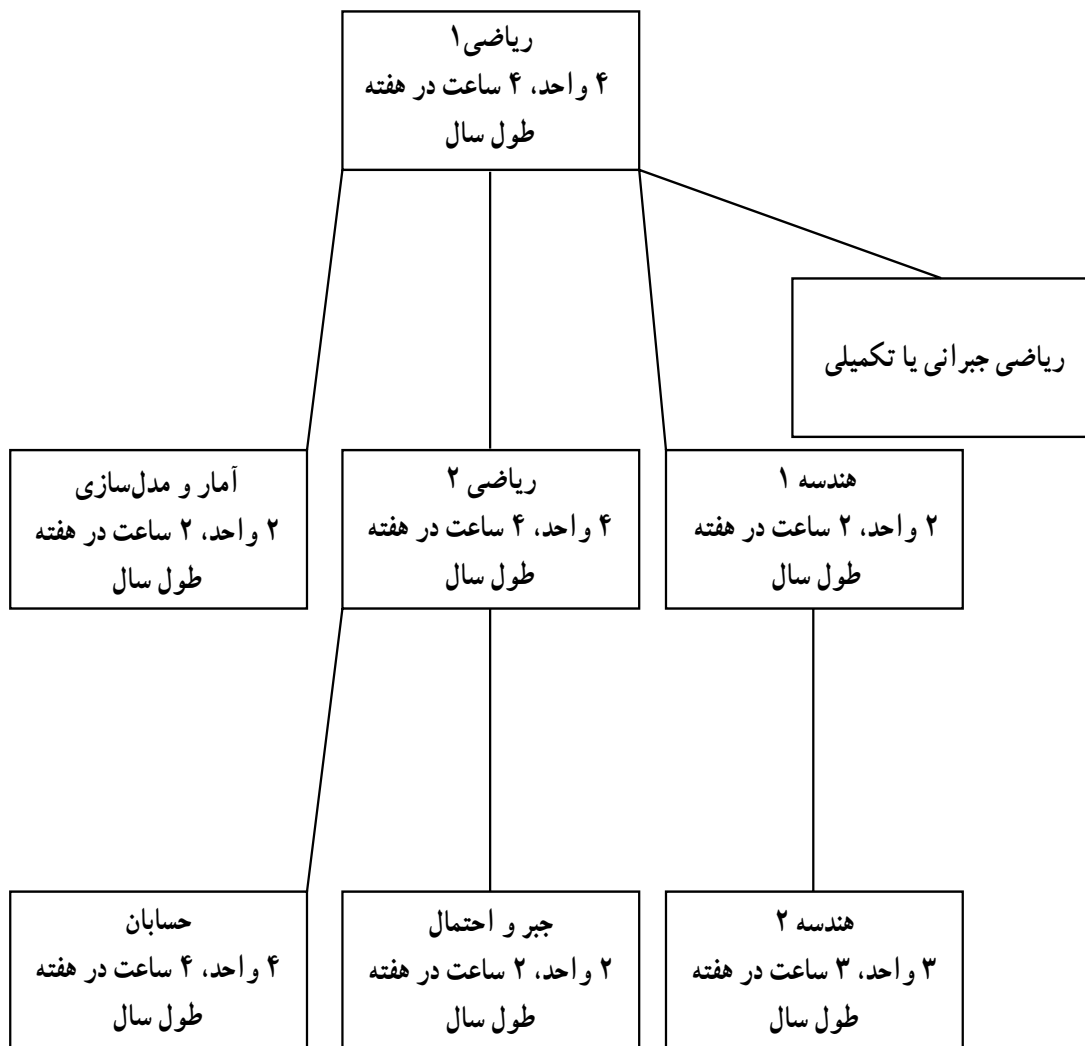 ریاضی۱
۴ واحد، ۴ ساعت در هفته
طول سال
ریاضی جبرانی یا تکمیلی
هندسه ۱
۲ واحد، ۲ ساعت در هفته
طول سال
ریاضی ۲
۴ واحد، ۴ ساعت در هفته
طول سال
آمار و مدل‌سازی
۲ واحد، ۲ ساعت در هفته
طول سال
هندسه ۲
۳ واحد، ۳ ساعت در هفته
طول سال
جبر و احتمال
۲ واحد، ۲ ساعت در هفته
طول سال
حسابان
۴ واحد، ۴ ساعت در هفته
طول سال